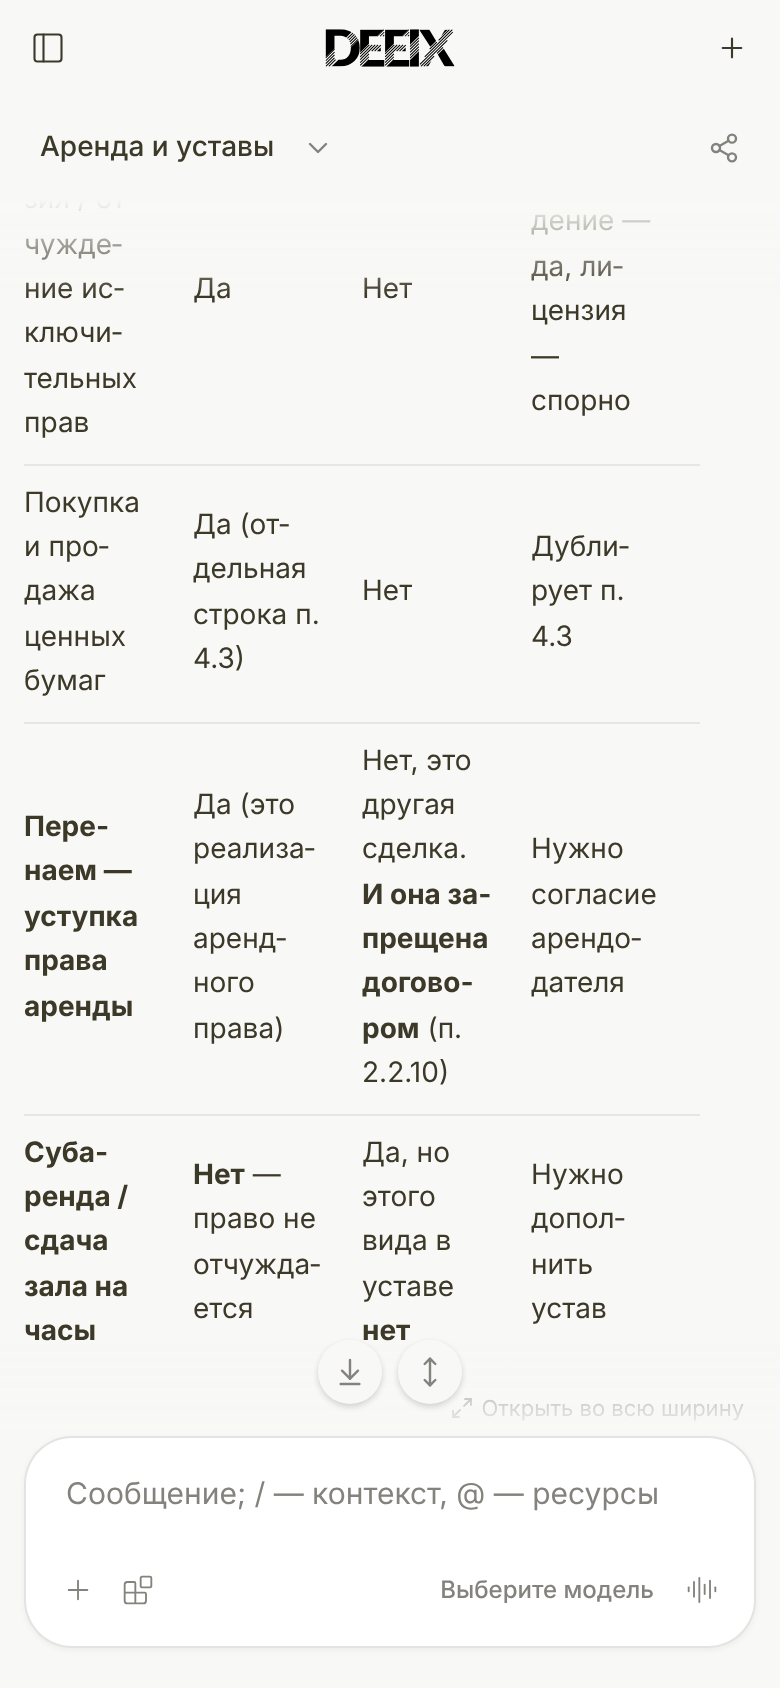 DEEIX
Аренда и уставы
чужде-
ние ис-
ключи-
тельных
прав
Да
Нет
дение —
да, ли-
цензия
—
спорно
Покупка
и про-
дажа
ценных
бумаг
Да (от-
дельная
строка п.
4.3)
Нет
Дубли-
рует п.
4.3
Пере-
наем —
уступка
права
аренды
Да (это
реализа-
ция
аренд-
ного
права)
Нет, это
другая
сделка.
И она за-
прещена
догово-
ром (п.
2.2.10)
Нужно
согласие
арендо-
дателя
Суба-
ренда /
сдача
зала на
часы
Нет —
право не
отчужда-
ется
Да, но
этого
вида в
уставе
нет
Нужно
допол-
нить
устав
Открыть во всю ширину
Сообщение; / — контекст, @ — ресурсы
Выберите модель